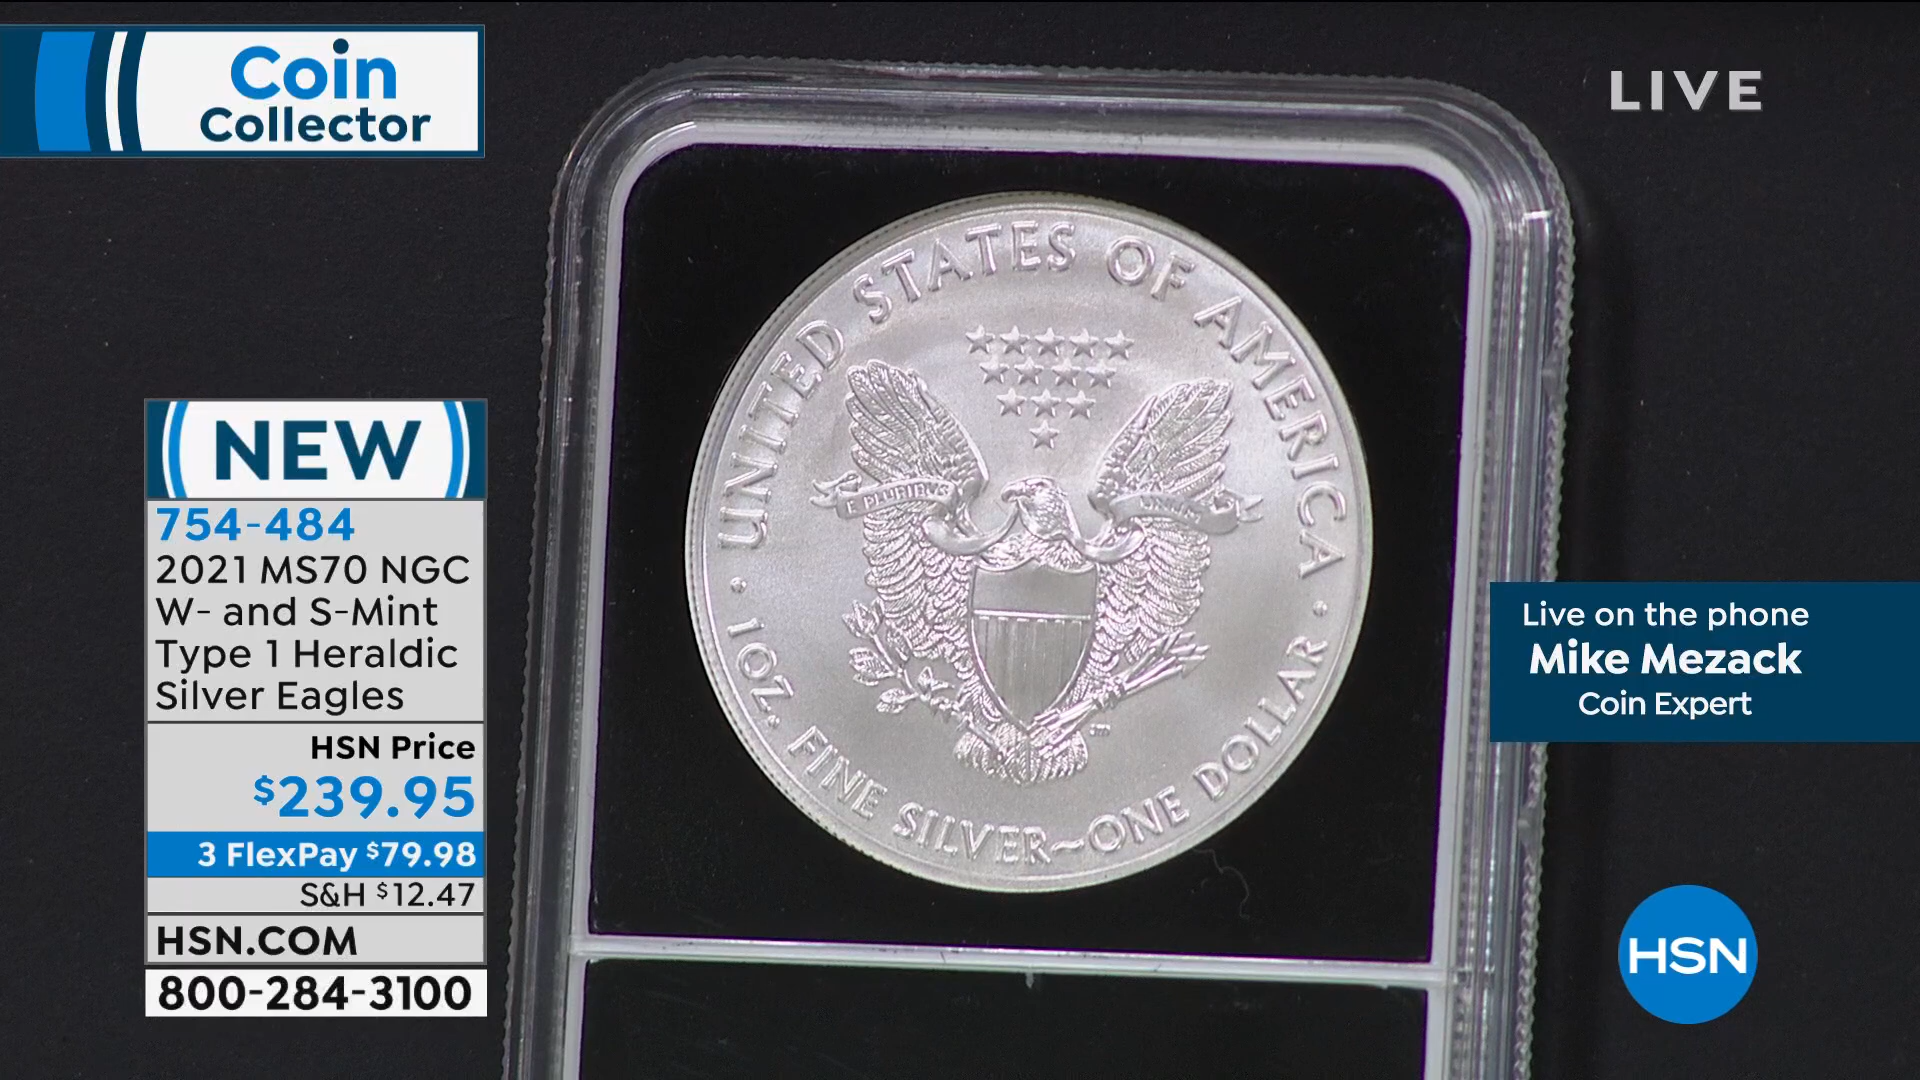 Coin
Collector
LIVE
NEW
754-484
2021 MS70 NGC
W- and S-Mint
Type 1 Heraldic
Silver Eagles
HSN Price
$239.95
3 FlexPay $79.98
S&H $12.47
HSN.COM
800-284-3100
UNITED STATES OF AMERICA
E PLURIBUS
1 OZ. FINE SILVER~ONE DOLLAR
Live on the phone
Mike Mezack
Coin Expert
HSN